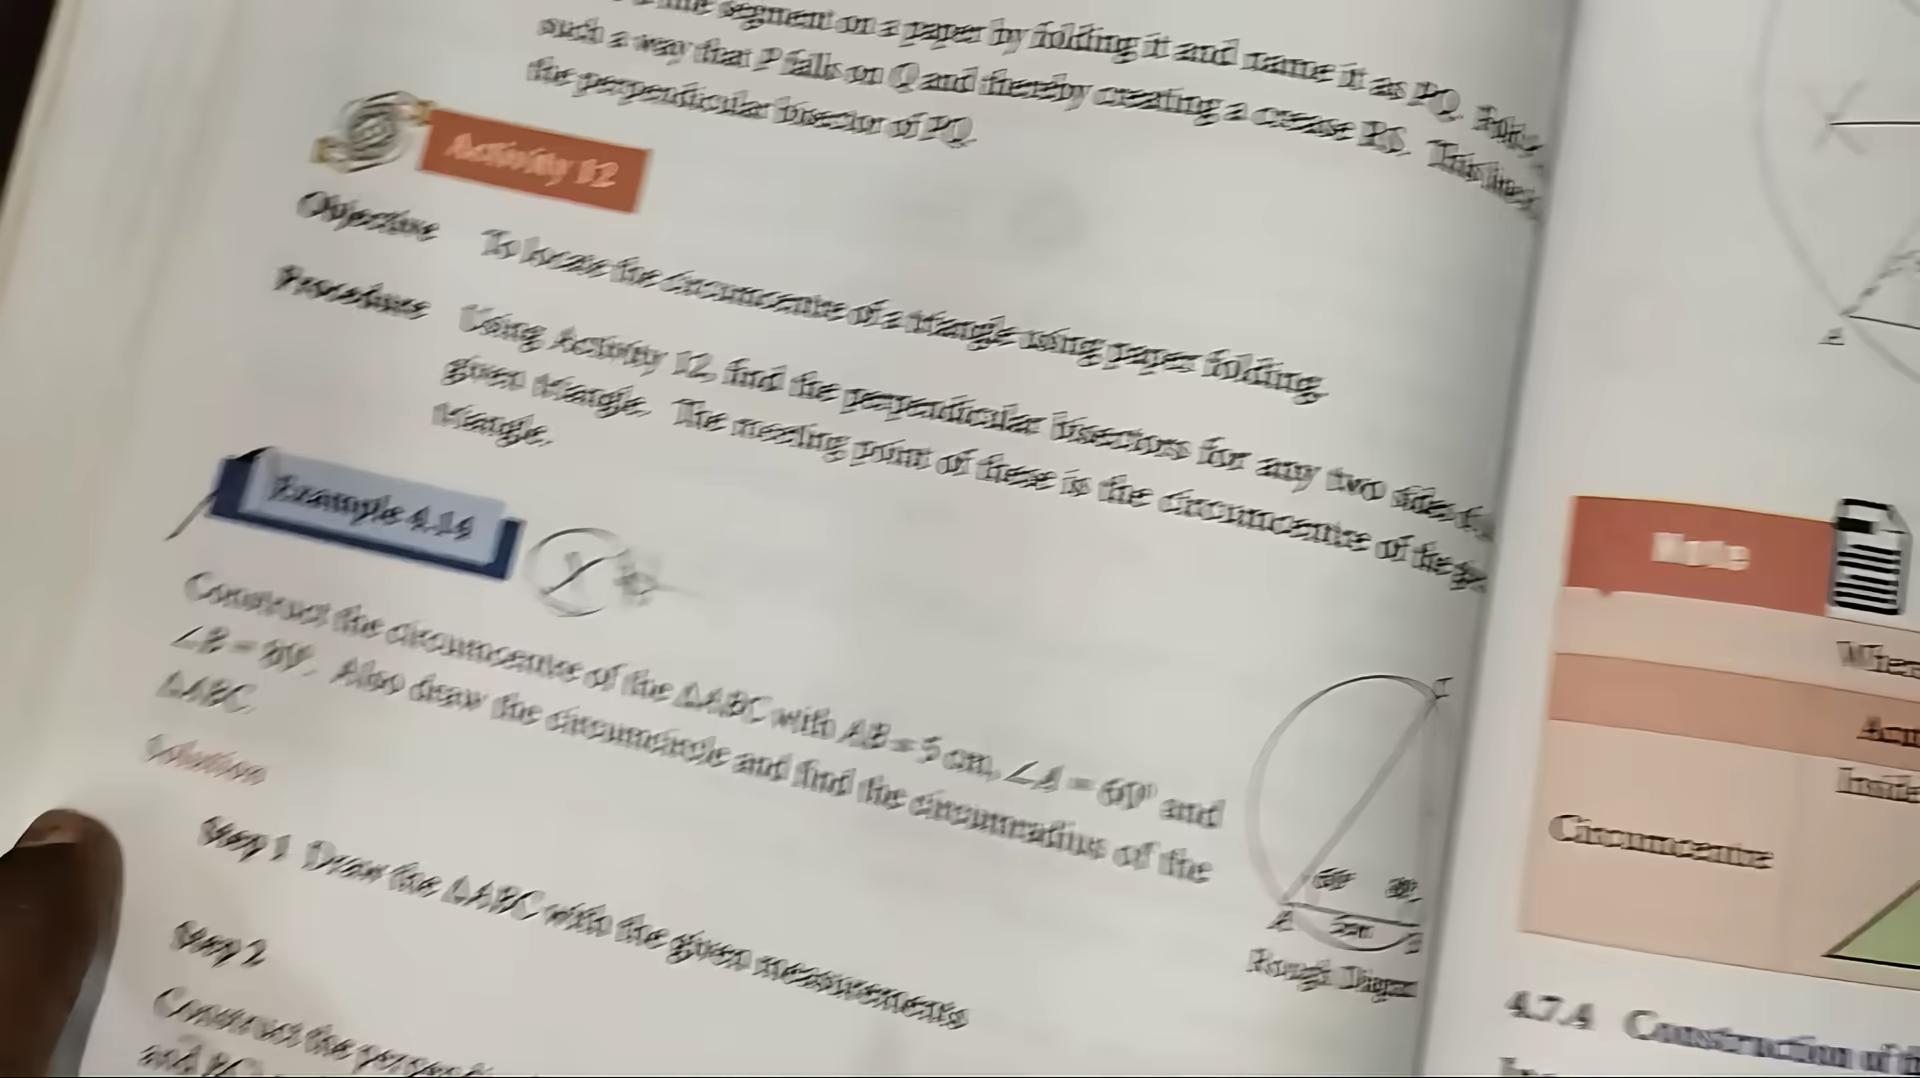 segment on a paper by folding it and name it as PQ.
such a way that P falls on Q and thereby creating a crease RS. This line
the perpendicular bisector of PQ.
Activity 12
Objective To locate the circumcentre of a triangle using paper folding.
Procedure Using Activity 12, find the perpendicular bisectors for any two sides
given triangle. The meeting point of these is the circumcentre of the
triangle.
Example 4.14
Construct the circumcentre of the ΔABC with AB = 5 cm, ∠A = 60° and
∠B = 80°. Also draw the circumcircle and find the circumradius of the
ΔABC.
Solution
Step 1 Draw the ΔABC with the given measurements
Step 2
Construct the
A
5cm
Rough Diagram
Note
Circumcentre
4.7.4 Construction of